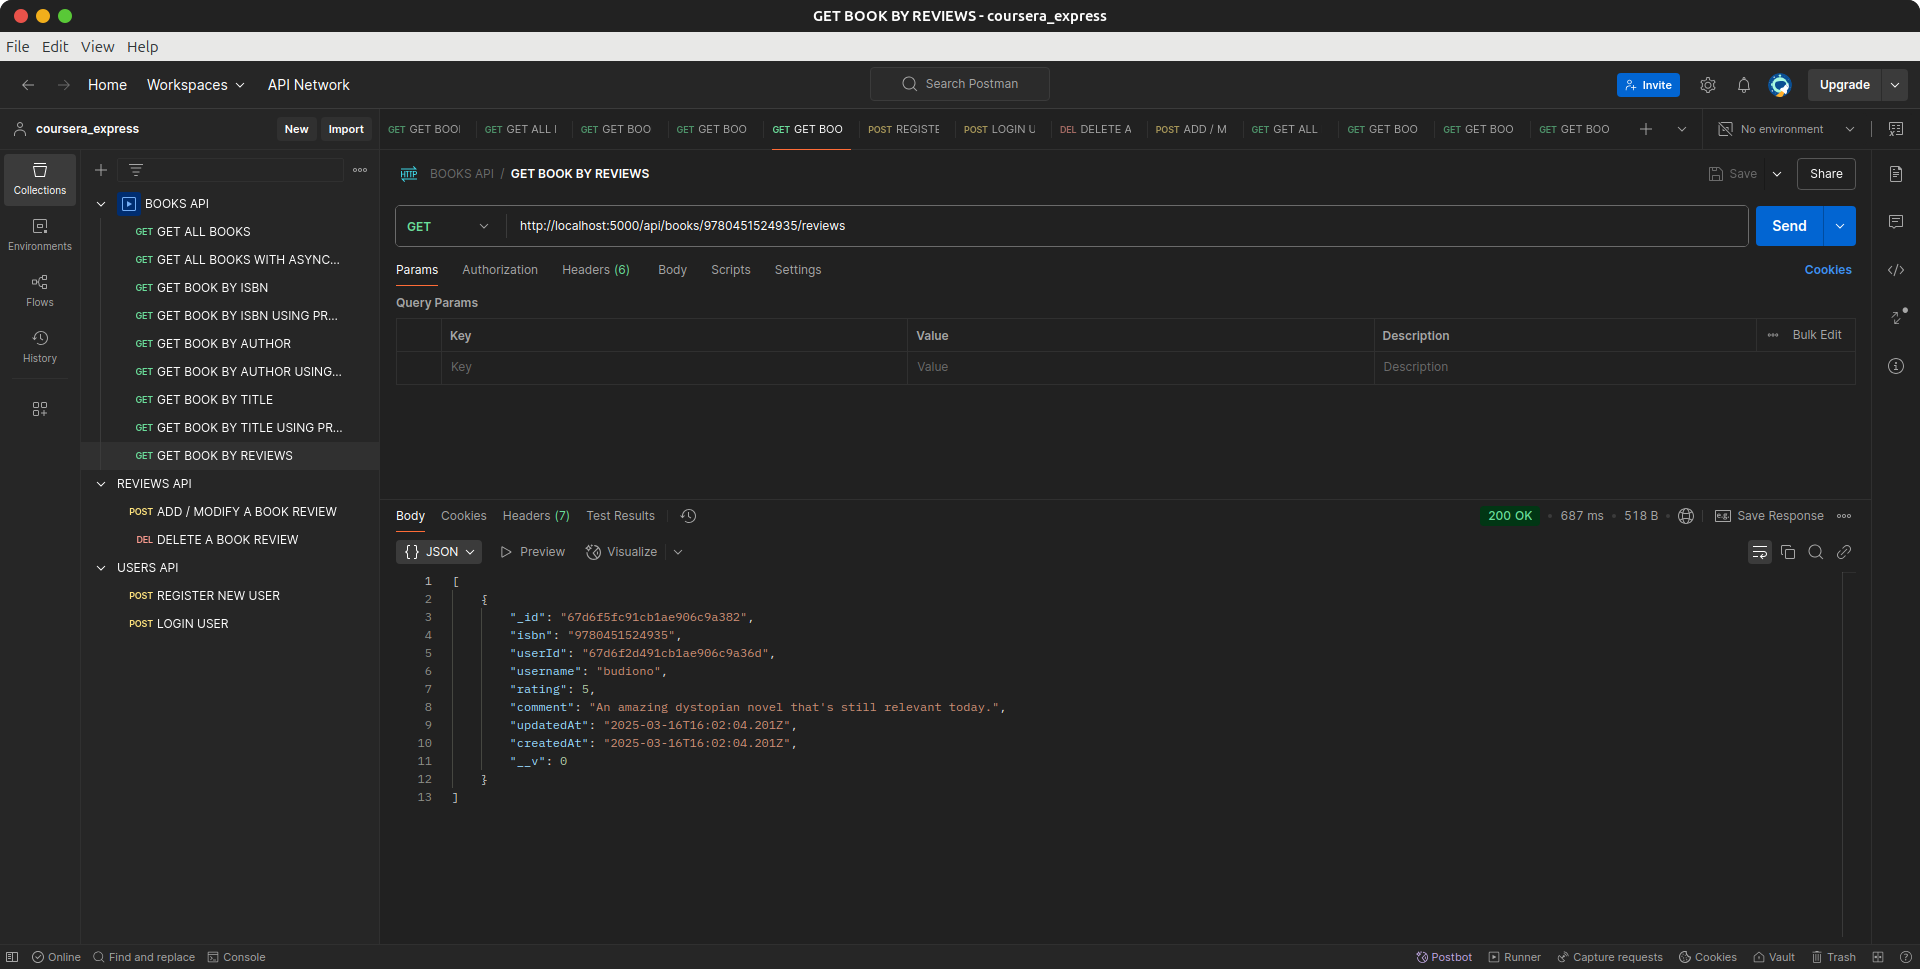 GET BOOK BY REVIEWS - coursera_express
File Edit View Help
Home Workspaces API Network
Search Postman
Invite
Upgrade
coursera_express
New Import
GET GET BOO GET GET ALL GET GET BOO GET GET BOO GET GET BOO POST REGISTE POST LOGIN U DEL DELETE A POST ADD / M GET GET ALL GET GET BOO GET GET BOO GET GET BOO
No environment
Collections
Environments
Flows
History
BOOKS API
GET GET ALL BOOKS
GET GET ALL BOOKS WITH ASYNC...
GET GET BOOK BY ISBN
GET GET BOOK BY ISBN USING PR...
GET GET BOOK BY AUTHOR
GET GET BOOK BY AUTHOR USING...
GET GET BOOK BY TITLE
GET GET BOOK BY TITLE USING PR...
GET GET BOOK BY REVIEWS
REVIEWS API
POST ADD / MODIFY A BOOK REVIEW
DEL DELETE A BOOK REVIEW
USERS API
POST REGISTER NEW USER
POST LOGIN USER
HTTP BOOKS API / GET BOOK BY REVIEWS
Save Share
GET http://localhost:5000/api/books/9780451524935/reviews
Send
Params Authorization Headers (6) Body Scripts Settings
Cookies
Query Params
Key Value Description Bulk Edit
Key Value Description
Body Cookies Headers (7) Test Results
200 OK • 687 ms • 518 B
e.g. Save Response
{ } JSON Preview Visualize
1 [
2 {
3 "_id": "67d6f5fc91cb1ae906c9a382",
4 "isbn": "9780451524935",
5 "userId": "67d6f2d491cb1ae906c9a36d",
6 "username": "budiono",
7 "rating": 5,
8 "comment": "An amazing dystopian novel that's still relevant today.",
9 "updatedAt": "2025-03-16T16:02:04.201Z",
10 "createdAt": "2025-03-16T16:02:04.201Z",
11 "__v": 0
12 }
13 ]
Online Find and replace Console
Postbot Runner Capture requests Cookies Vault Trash